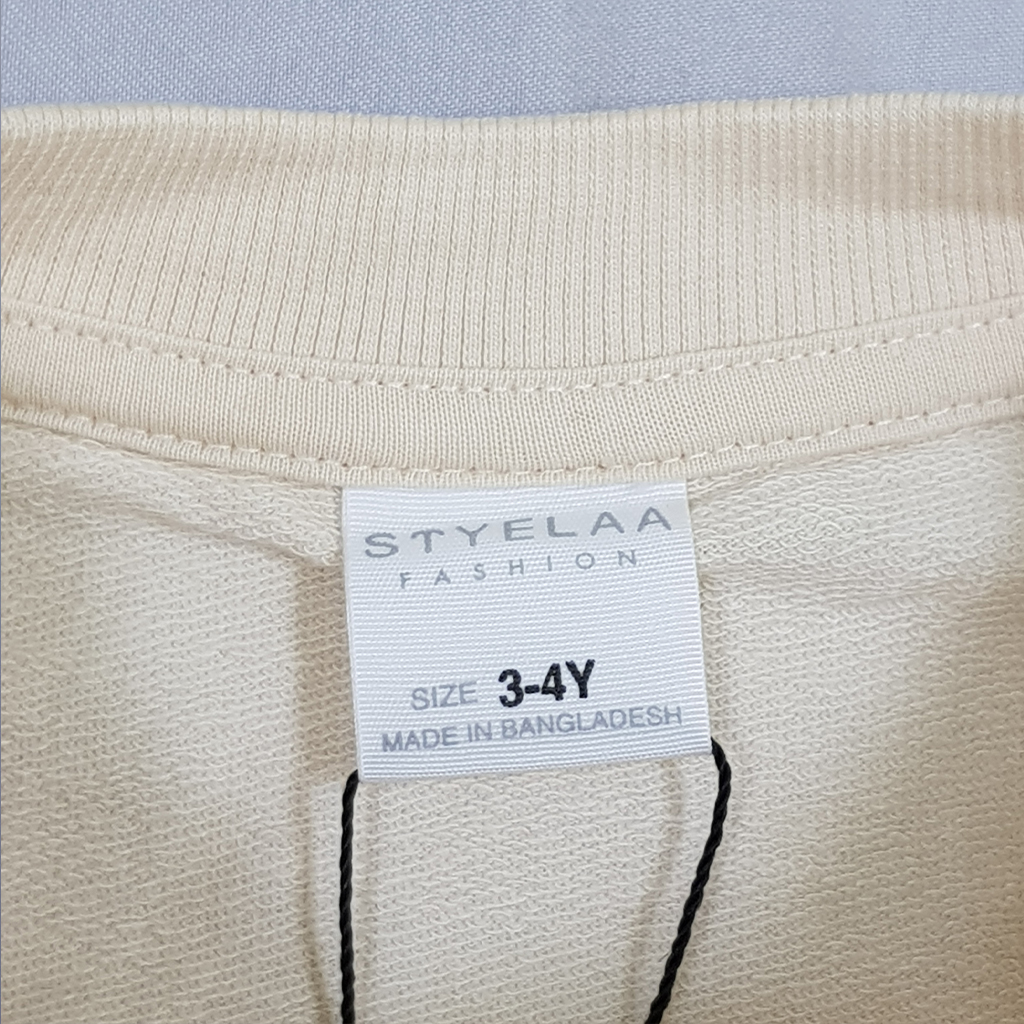 STYELAA
FASHION
SIZE 3-4Y
MADE IN BANGLADESH